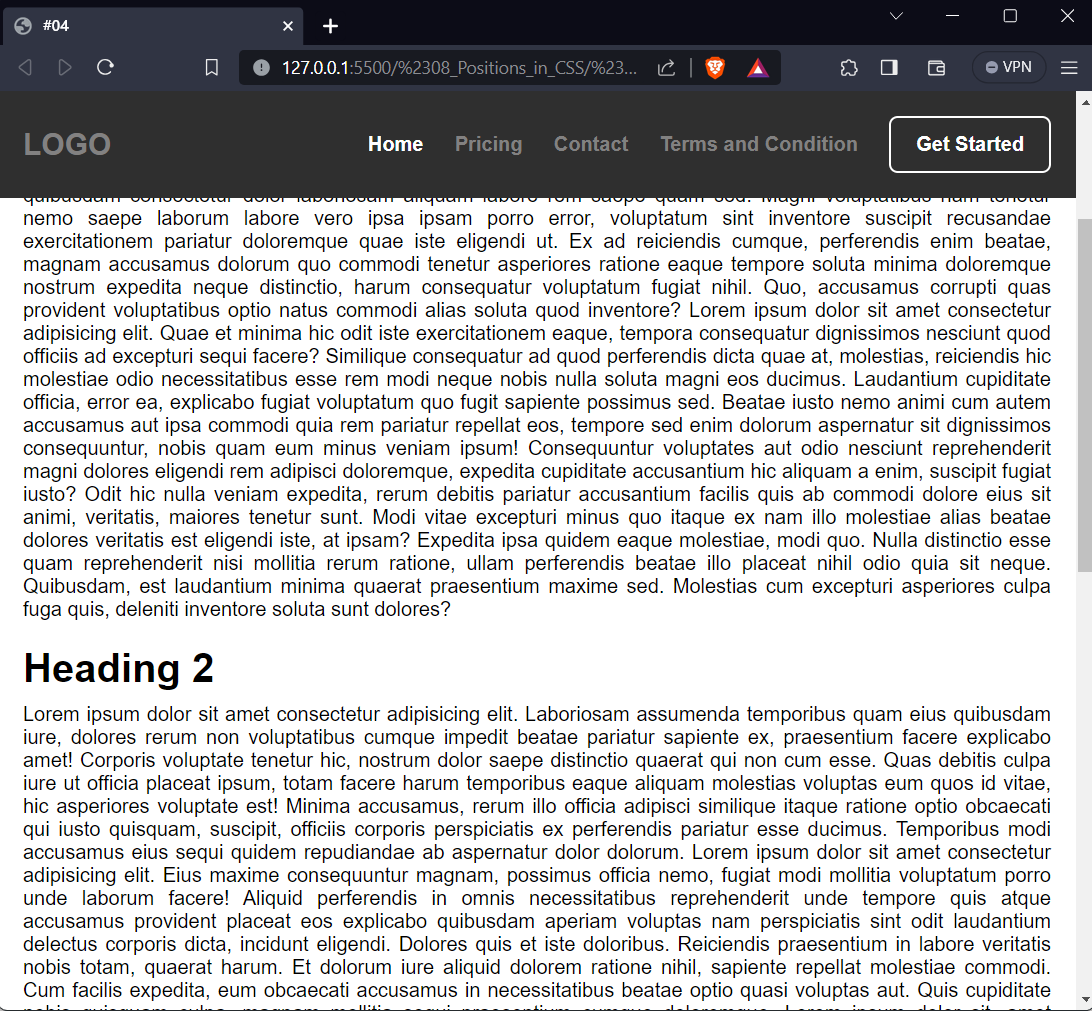 #04
127.0.0.1:5500/%2308_Positions_in_CSS/%23...
VPN
LOGO
Home
Pricing
Contact
Terms and Condition
Get Started
quibusdam consectetur dolor laboriosam aliquam labore rem saepe quam sed. Magni voluptatibus nam tenetur
nemo saepe laborum labore vero ipsa ipsam porro error, voluptatum sint inventore suscipit recusandae
exercitationem pariatur doloremque quae iste eligendi ut. Ex ad reiciendis cumque, perferendis enim beatae,
magnam accusamus dolorum quo commodi tenetur asperiores ratione eaque tempore soluta minima doloremque
nostrum expedita neque distinctio, harum consequatur voluptatum fugiat nihil. Quo, accusamus corrupti quas
provident voluptatibus optio natus commodi alias soluta quod inventore? Lorem ipsum dolor sit amet consectetur
adipisicing elit. Quae et minima hic odit iste exercitationem eaque, tempora consequatur dignissimos nesciunt quod
officiis ad excepturi sequi facere? Similique consequatur ad quod perferendis dicta quae at, molestias, reiciendis hic
molestiae odio necessitatibus esse rem modi neque nobis nulla soluta magni eos ducimus. Laudantium cupiditate
officia, error ea, explicabo fugiat voluptatum quo fugit sapiente possimus sed. Beatae iusto nemo animi cum autem
accusamus aut ipsa commodi quia rem pariatur repellat eos, tempore sed enim dolorum aspernatur sit dignissimos
consequuntur, nobis quam eum minus veniam ipsum! Consequuntur voluptates aut odio nesciunt reprehenderit
magni dolores eligendi rem adipisci doloremque, expedita cupiditate accusantium hic aliquam a enim, suscipit fugiat
iusto? Odit hic nulla veniam expedita, rerum debitis pariatur accusantium facilis quis ab commodi dolore eius sit
animi, veritatis, maiores tenetur sunt. Modi vitae excepturi minus quo itaque ex nam illo molestiae alias beatae
dolores veritatis est eligendi iste, at ipsam? Expedita ipsa quidem eaque molestiae, modi quo. Nulla distinctio esse
quam reprehenderit nisi mollitia rerum ratione, ullam perferendis beatae illo placeat nihil odio quia sit neque.
Quibusdam, est laudantium minima quaerat praesentium maxime sed. Molestias cum excepturi asperiores culpa
fuga quis, deleniti inventore soluta sunt dolores?
Heading 2
Lorem ipsum dolor sit amet consectetur adipisicing elit. Laboriosam assumenda temporibus quam eius quibusdam
iure, dolores rerum non voluptatibus cumque impedit beatae pariatur sapiente ex, praesentium facere explicabo
amet! Corporis voluptate tenetur hic, nostrum dolor saepe distinctio quaerat qui non cum esse. Quas debitis culpa
iure ut officia placeat ipsum, totam facere harum temporibus eaque aliquam molestias voluptas eum quos id vitae,
hic asperiores voluptate est! Minima accusamus, rerum illo officia adipisci similique itaque ratione optio obcaecati
qui iusto quisquam, suscipit, officiis corporis perspiciatis ex perferendis pariatur esse ducimus. Temporibus modi
accusamus eius sequi quidem repudiandae ab aspernatur dolor dolorum. Lorem ipsum dolor sit amet consectetur
adipisicing elit. Eius maxime consequuntur magnam, possimus officia nemo, fugiat modi mollitia voluptatum porro
unde laborum facere! Aliquid perferendis in omnis necessitatibus reprehenderit unde tempore quis atque
accusamus provident placeat eos explicabo quibusdam aperiam voluptas nam perspiciatis sint odit laudantium
delectus corporis dicta, incidunt eligendi. Dolores quis et iste doloribus. Reiciendis praesentium in labore veritatis
nobis totam, quaerat harum. Et dolorum iure aliquid dolorem ratione nihil, sapiente repellat molestiae commodi.
Cum facilis expedita, eum obcaecati accusamus in necessitatibus beatae optio quasi voluptas aut. Quis cupiditate